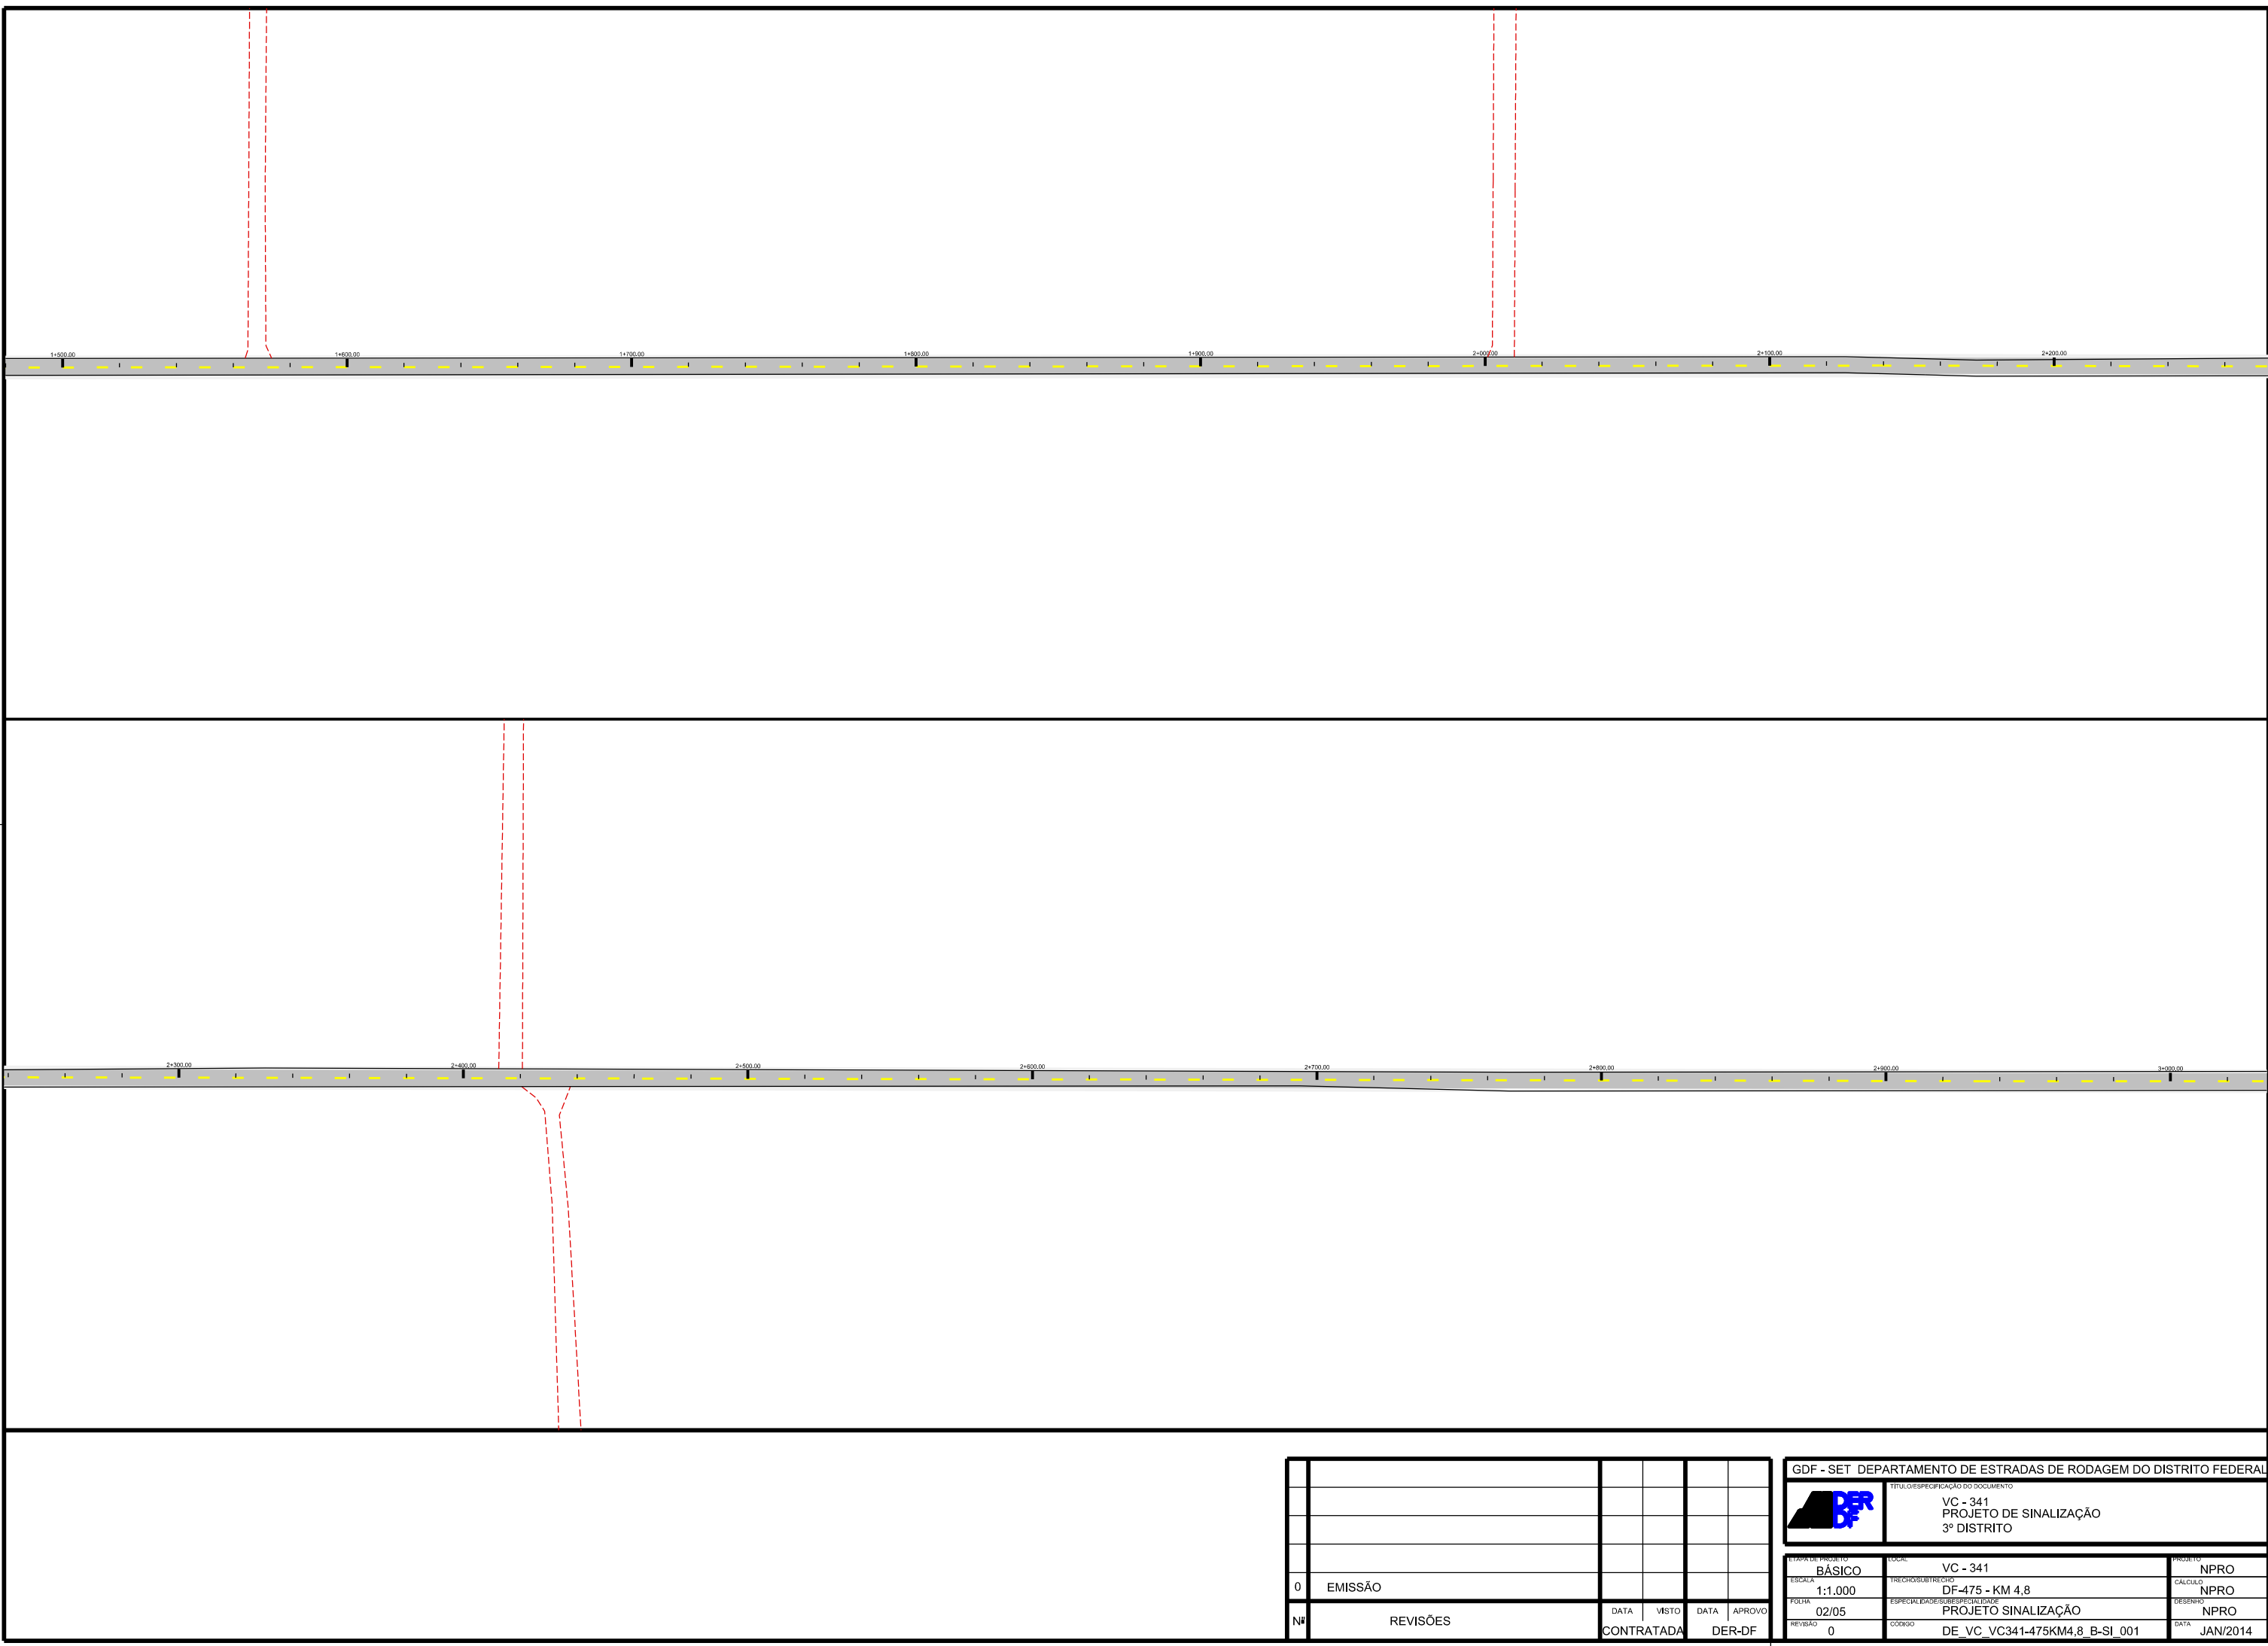 1+500,00 1+600,00 1+700,00 1+800,00 1+900,00 2+000,00 2+100,00 2+200,00
2+300,00 2+400,00 2+500,00 2+600,00 2+700,00 2+800,00 2+900,00 3+000,00
0 EMISSÃO
Nº REVISÕES DATA VISTO DATA APROVO
CONTRATADA DER-DF
GDF - SET DEPARTAMENTO DE ESTRADAS DE RODAGEM DO DISTRITO FEDERAL
DER
DF
TÍTULO/ESPECIFICAÇÃO DO DOCUMENTO
VC - 341
PROJETO DE SINALIZAÇÃO
3º DISTRITO
ETAPA DE PROJETO
BÁSICO
LOCAL
VC - 341
PROJETO
NPRO
ESCALA
1:1.000
TRECHO/SUBTRECHO
DF-475 - KM 4,8
CÁLCULO
NPRO
FOLHA
02/05
ESPECIALIDADE/SUBESPECIALIDADE
PROJETO SINALIZAÇÃO
DESENHO
NPRO
REVISÃO
0
CÓDIGO
DE_VC_VC341-475KM4,8_B-SI_001
DATA
JAN/2014